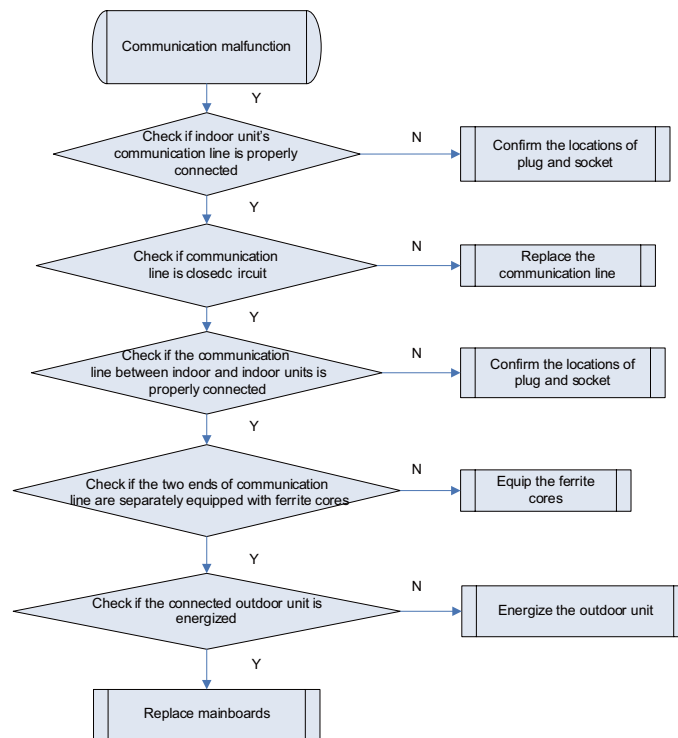 Communication malfunction
Y
Check if indoor unit's
communication line is properly
connected
N
Confirm the locations of
plug and socket
Y
Check if communication
line is closedc ircuit
N
Replace the
communication line
Y
Check if the communication
line between indoor and indoor units is
properly connected
N
Confirm the locations of
plug and socket
Y
Check if the two ends of communication
line are separately equipped with ferrite cores
N
Equip the ferrite
cores
Y
Check if the connected outdoor unit is
energized
N
Energize the outdoor unit
Y
Replace mainboards